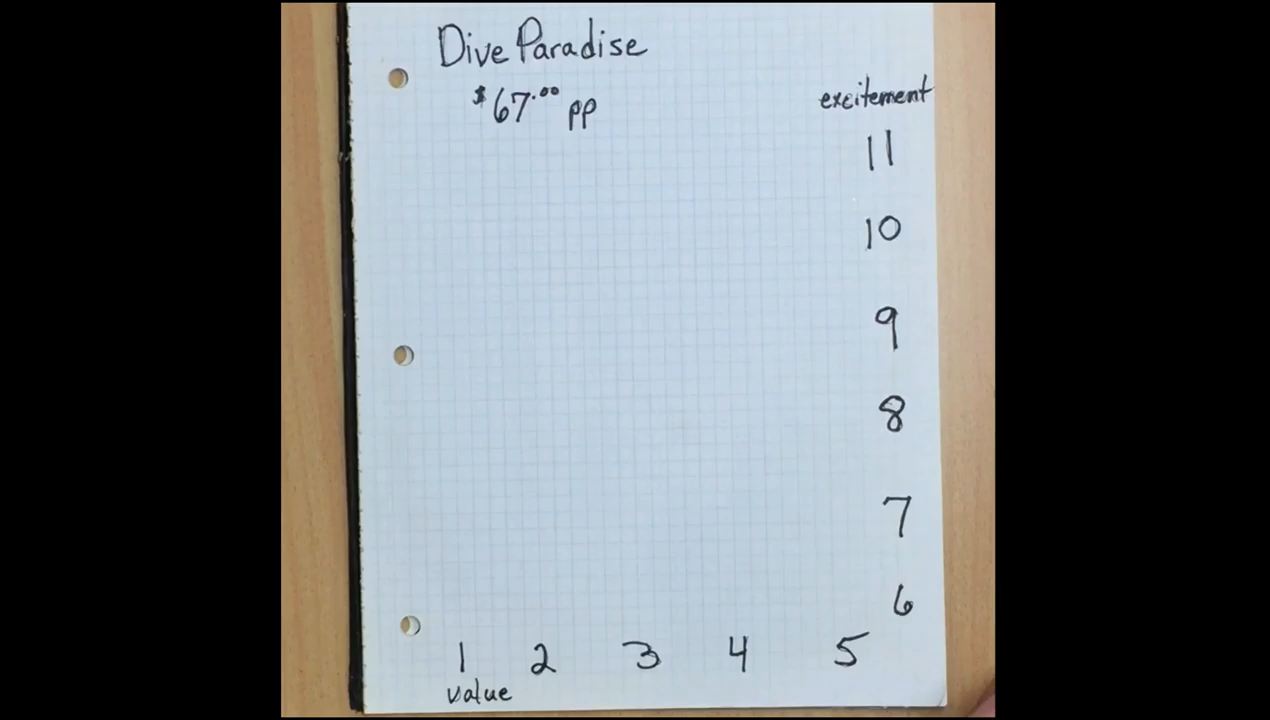 Dive Paradise
$67.00 pp
excitement
11
10
9
8
7
6
1 2 3 4 5
value